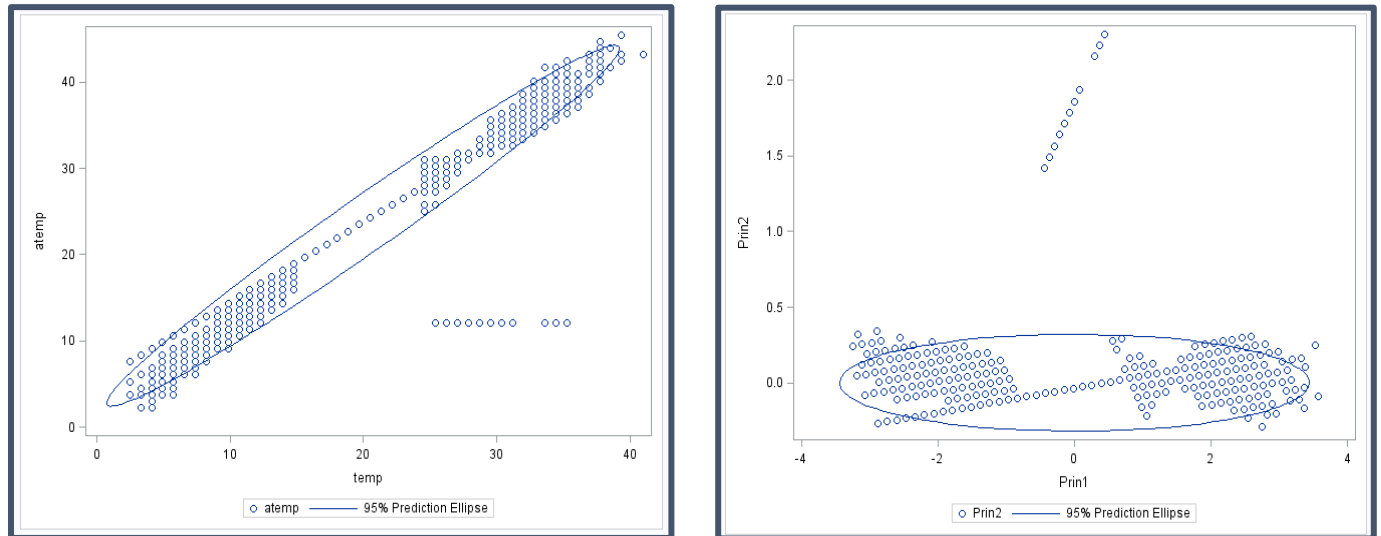 40
30
20
10
0
atemp
0 10 20 30 40
temp
atemp 95% Prediction Ellipse
2.0
1.5
1.0
0.5
0.0
Prin2
-4 -2 0 2 4
Prin1
Prin2 95% Prediction Ellipse